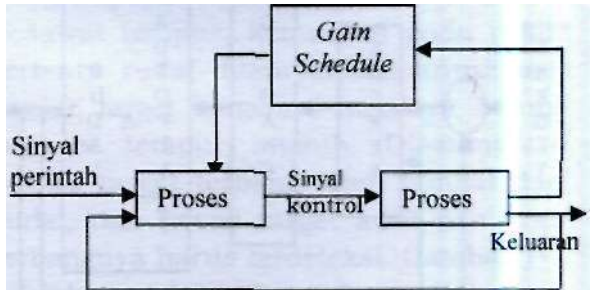 Gain
Schedule
Sinyal
perintah
Proses
Sinyal
kontrol
Proses
Keluaran